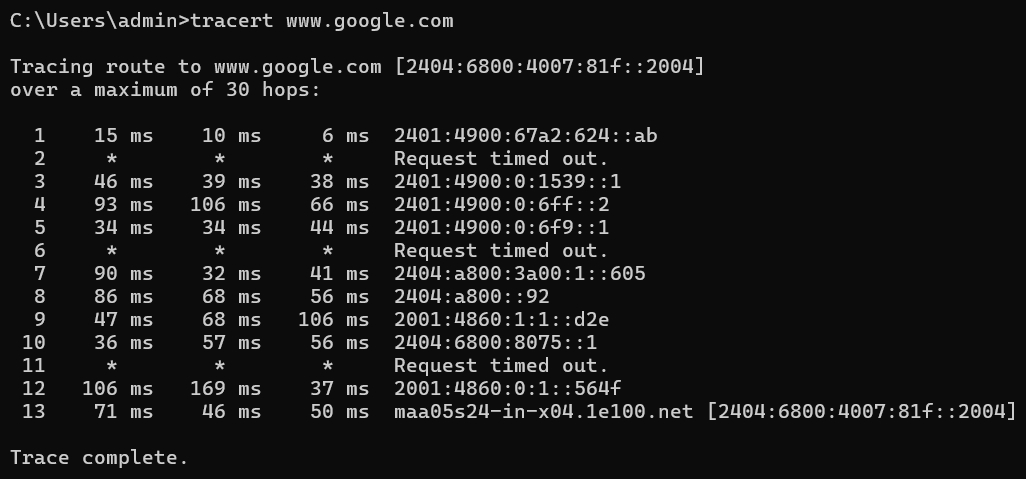 C:\Users\admin>tracert www.google.com
Tracing route to www.google.com [2404:6800:4007:81f::2004]
over a maximum of 30 hops:
1 15 ms 10 ms 6 ms 2401:4900:67a2:624::ab
2 * * * Request timed out.
3 46 ms 39 ms 38 ms 2401:4900:0:1539::1
4 93 ms 106 ms 66 ms 2401:4900:0:6ff::2
5 34 ms 34 ms 44 ms 2401:4900:0:6f9::1
6 * * * Request timed out.
7 90 ms 32 ms 41 ms 2404:a800:3a00:1::605
8 86 ms 68 ms 56 ms 2404:a800::92
9 47 ms 68 ms 106 ms 2001:4860:1:1::d2e
10 36 ms 57 ms 56 ms 2404:6800:8075::1
11 * * * Request timed out.
12 106 ms 169 ms 37 ms 2001:4860:0:1::564f
13 71 ms 46 ms 50 ms maa05s24-in-x04.1e100.net [2404:6800:4007:81f::2004]
Trace complete.